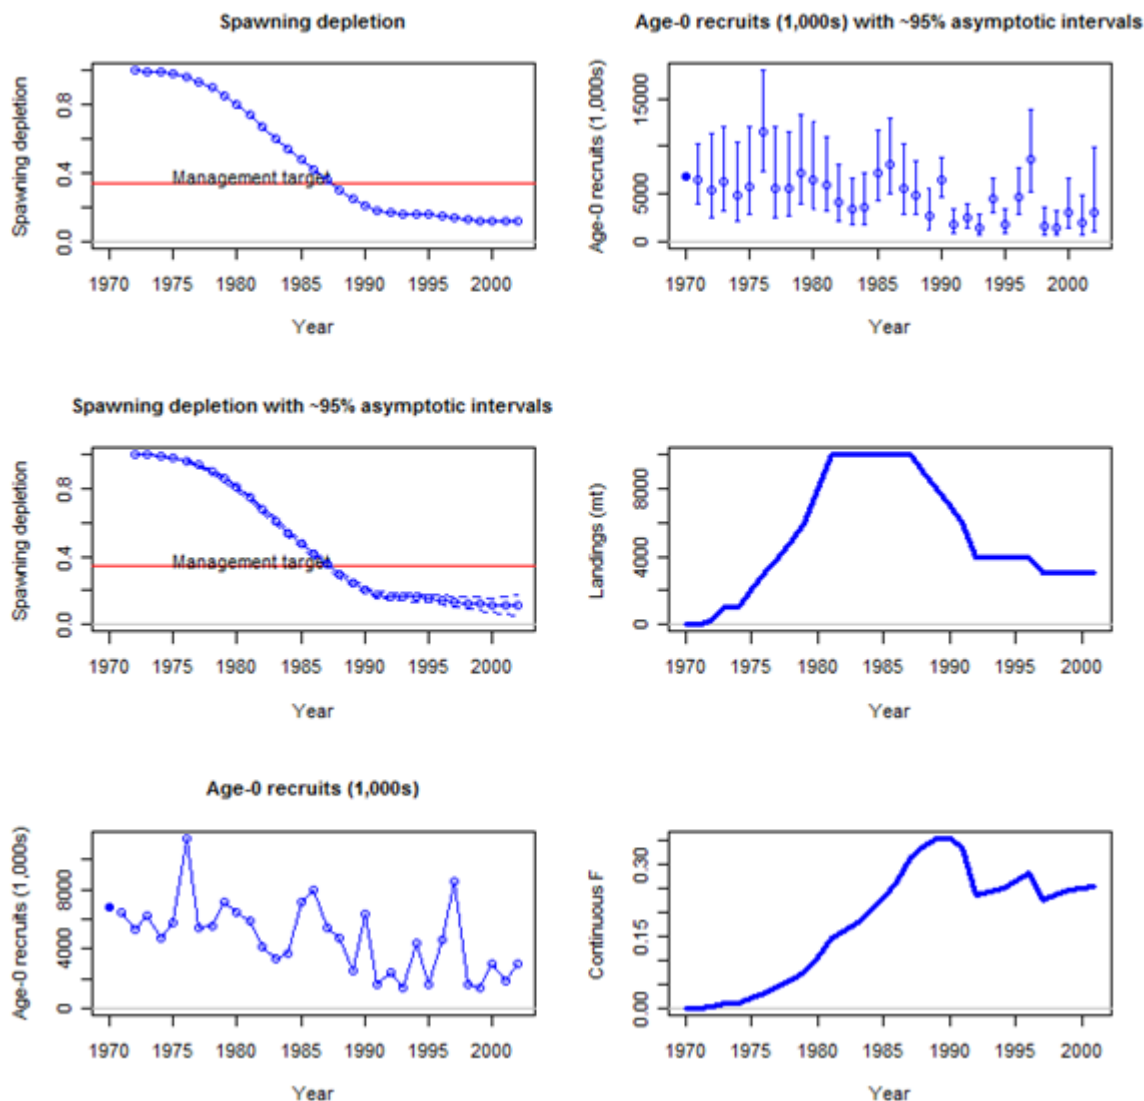 Spawning depletion
Spawning depletion
0.0 0.4 0.8
Management target
1970 1975 1980 1985 1990 1995 2000
Year
Age-0 recruits (1,000s) with ~95% asymptotic intervals
Age-0 recruits (1,000s)
0 5000 15000
1970 1975 1980 1985 1990 1995 2000
Year
Spawning depletion with ~95% asymptotic intervals
Spawning depletion
0.0 0.4 0.8
Management target
1970 1975 1980 1985 1990 1995 2000
Year
Landings (mt)
0 4000 8000
1970 1975 1980 1985 1990 1995 2000
Year
Age-0 recruits (1,000s)
Age-0 recruits (1,000s)
0 4000 8000
1970 1975 1980 1985 1990 1995 2000
Year
Continuous F
0.00 0.15 0.30
1970 1975 1980 1985 1990 1995 2000
Year